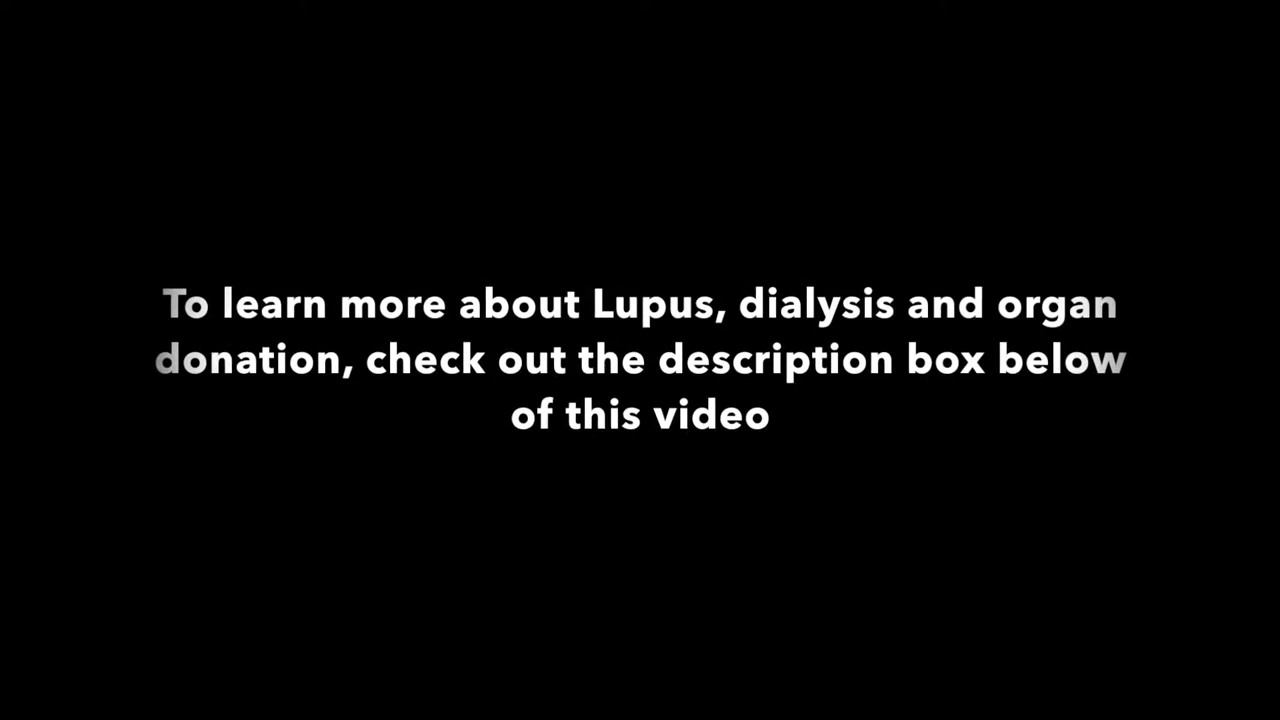 To learn more about Lupus, dialysis and organ
donation, check out the description box below
of this video